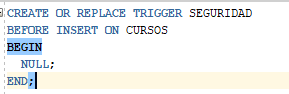 CREATE OR REPLACE TRIGGER SEGURIDAD
BEFORE INSERT ON CURSOS
BEGIN
  NULL;
END;